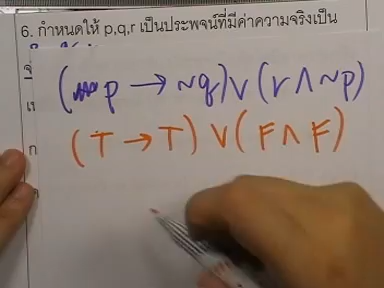 6. กำหนดให้ p,q,r เป็นประพจน์ที่มีค่าความจริงเป็น
(p → ~q) ∨ (r ∧ ~p)
(T → T) ∨ (F ∧ F)